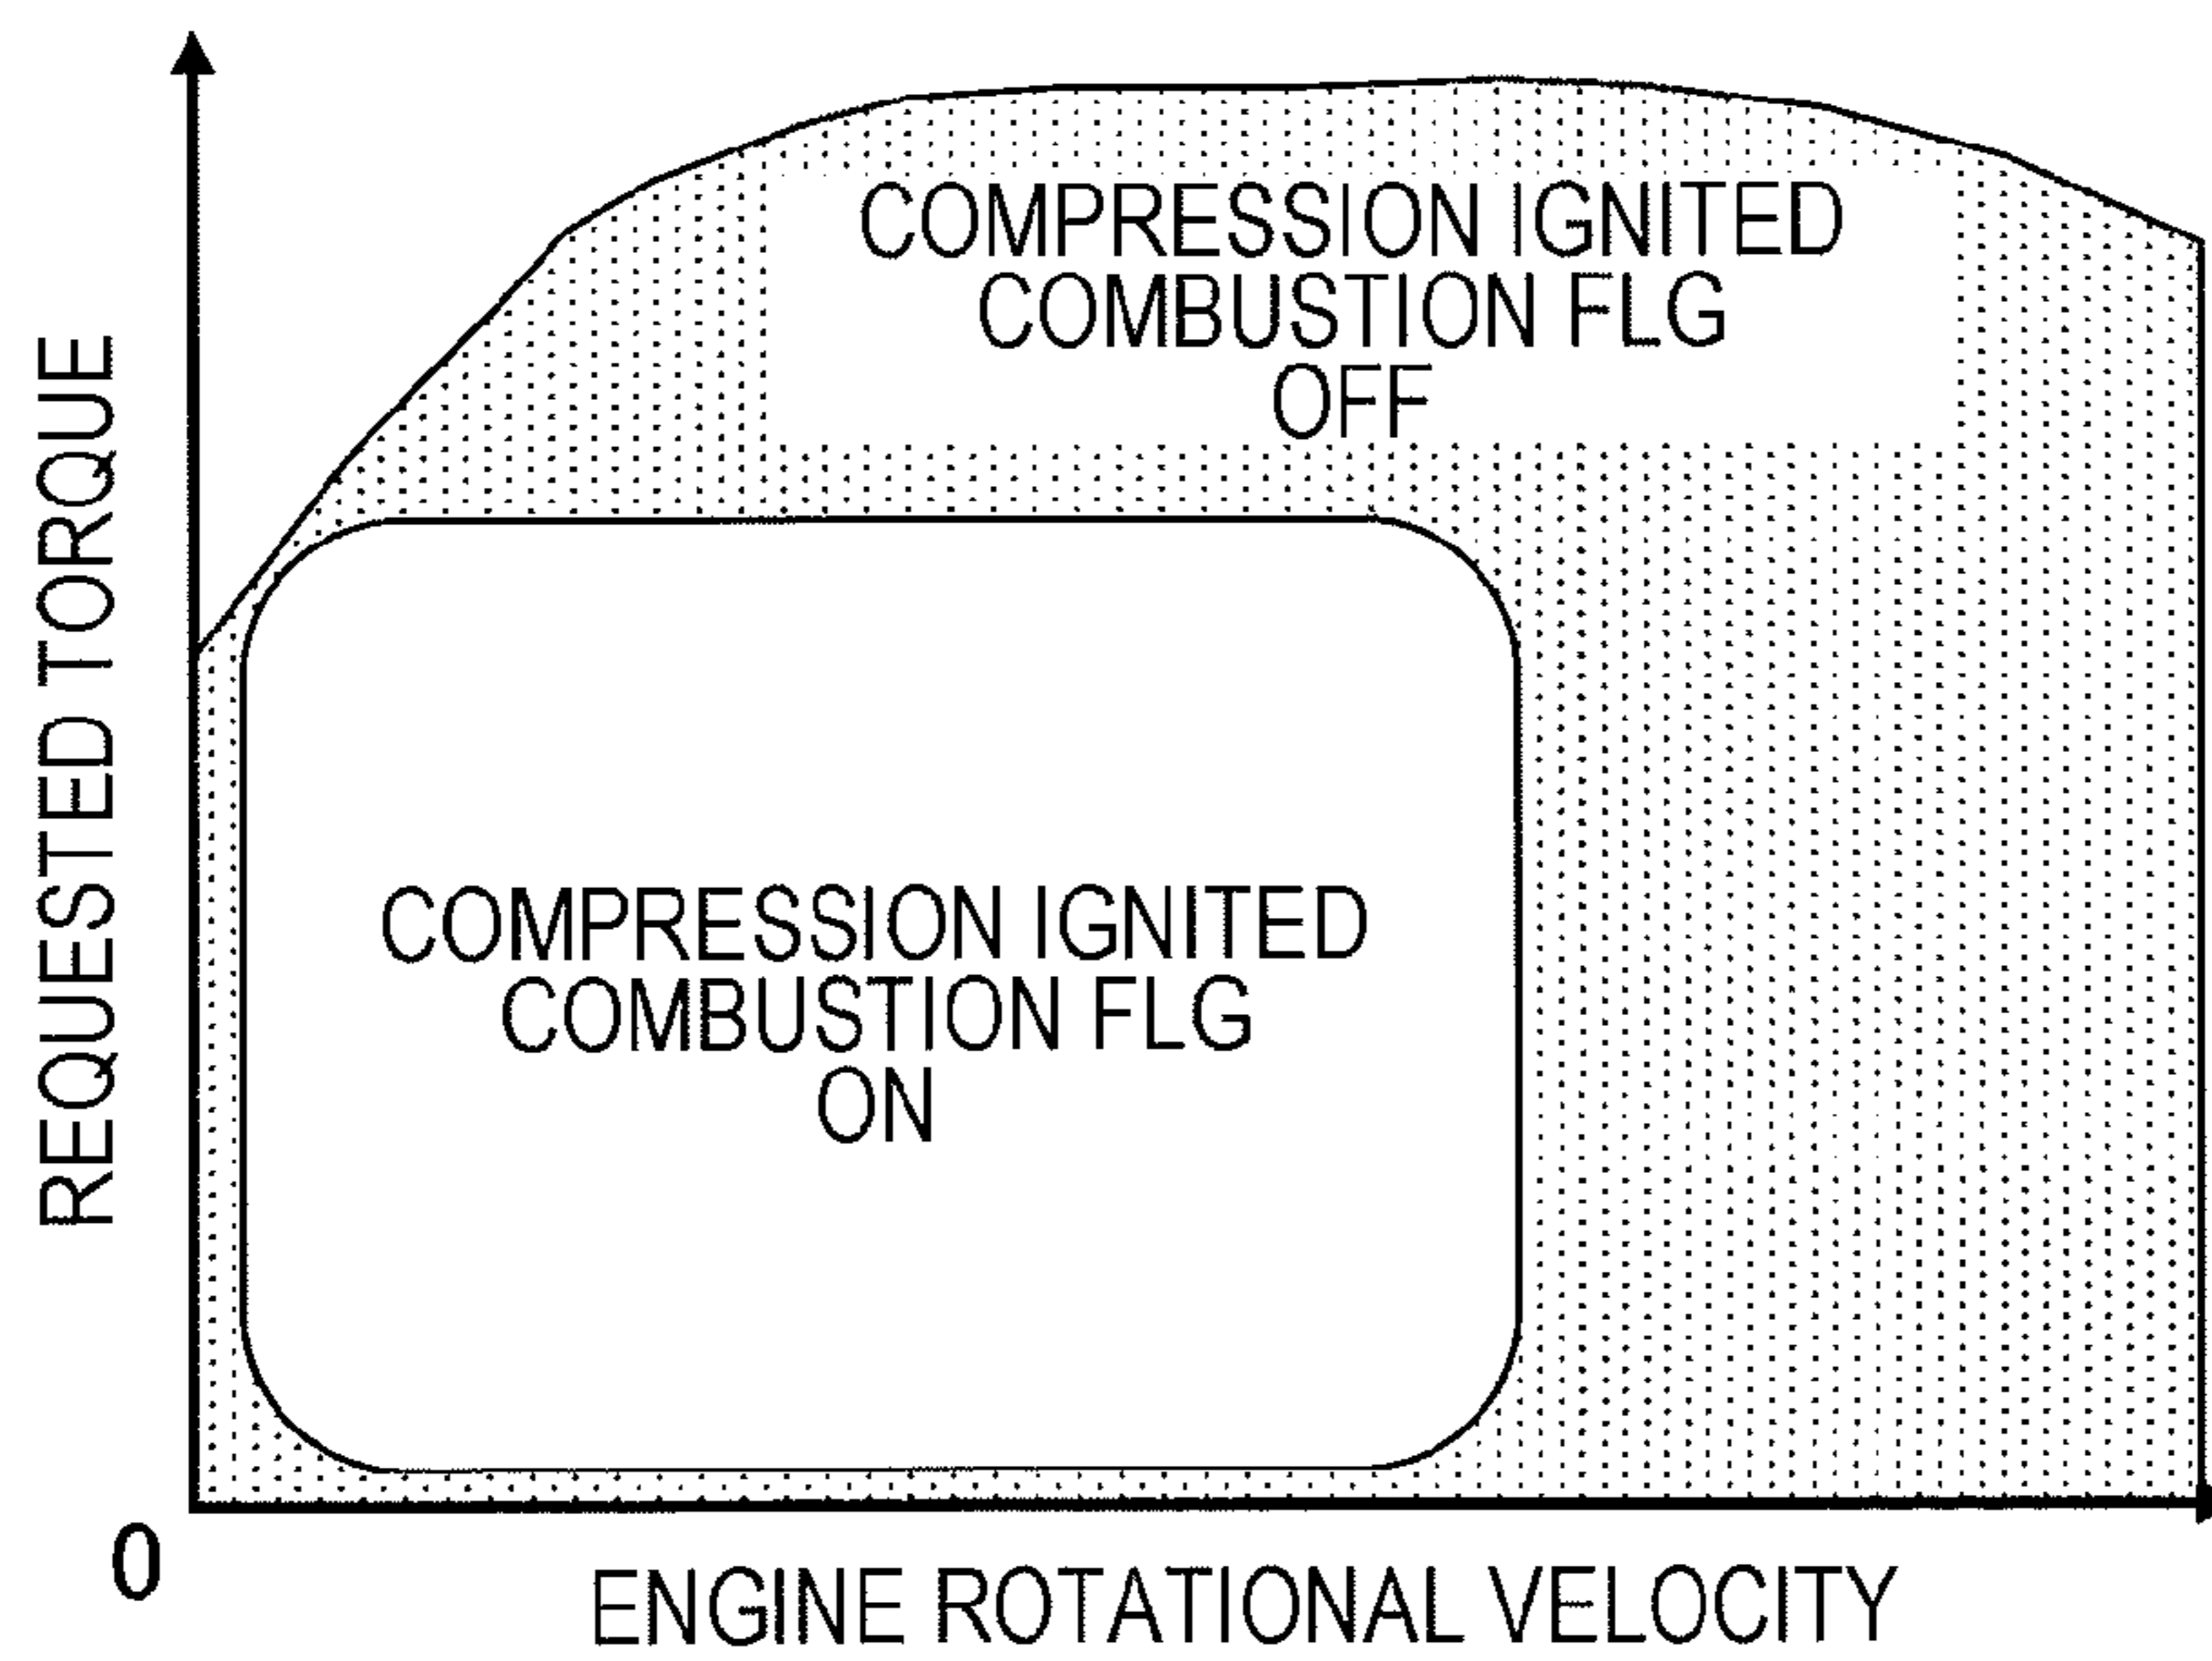 REQUESTED TORQUE
COMPRESSION IGNITED
COMBUSTION FLG
OFF
COMPRESSION IGNITED
COMBUSTION FLG
ON
0
ENGINE ROTATIONAL VELOCITY